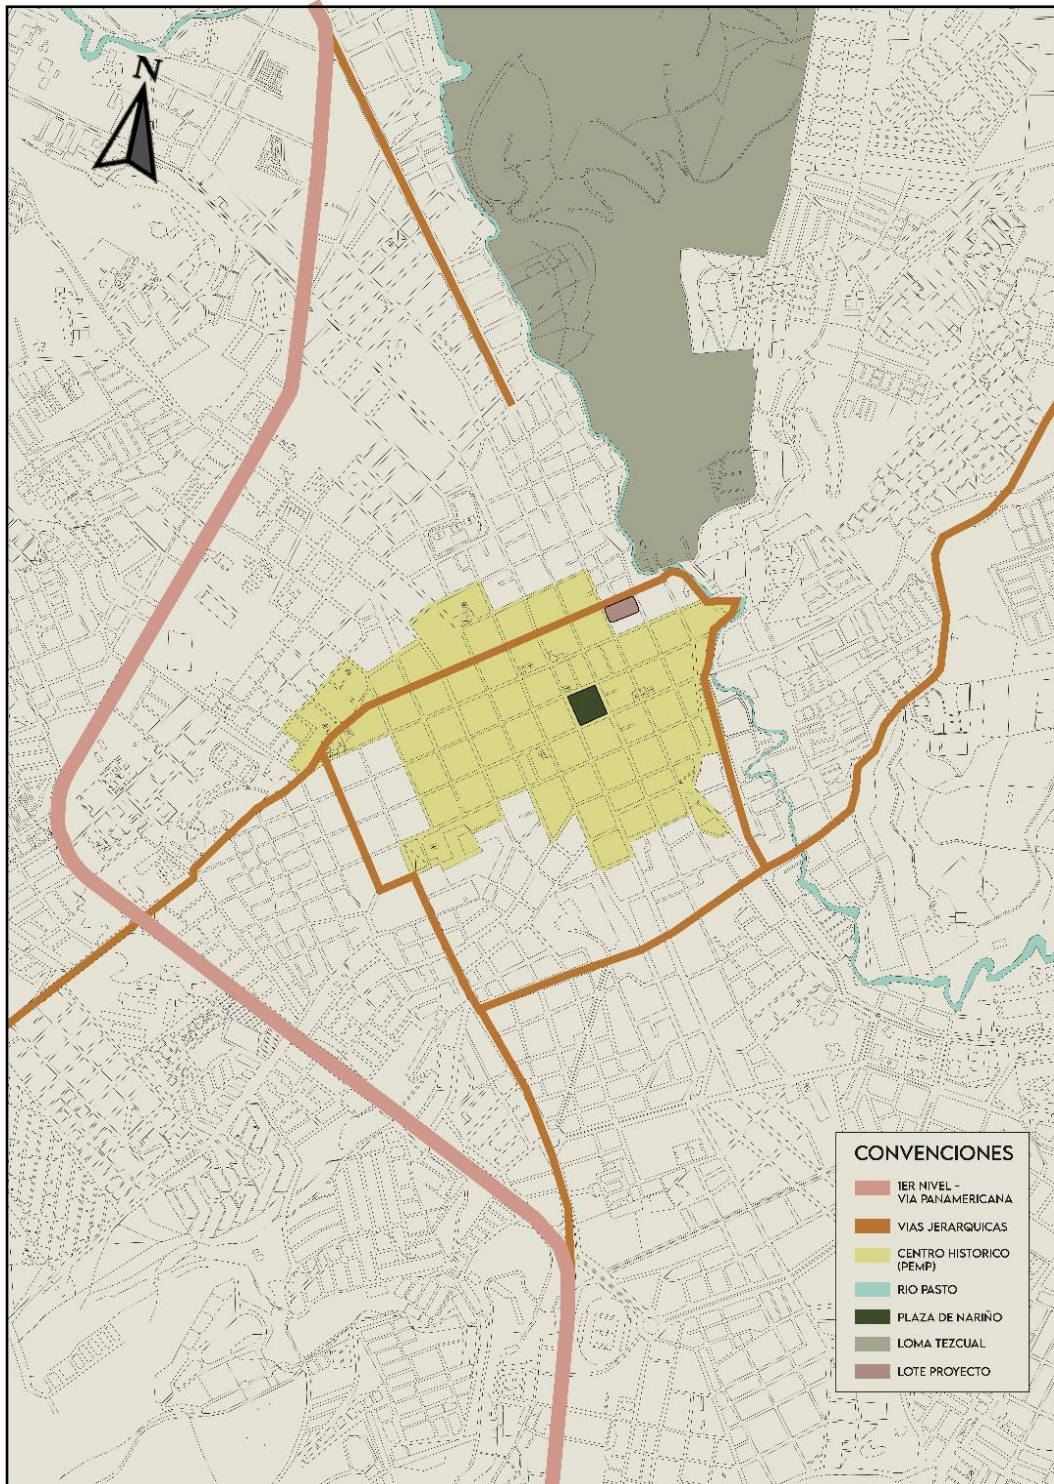 N
CONVENCIONES
1ER NIVEL -
VIA PANAMERICANA
VIAS JERARQUICAS
CENTRO HISTORICO
(PEMP)
RIO PASTO
PLAZA DE NARIÑO
LOMA TEZCUAL
LOTE PROYECTO